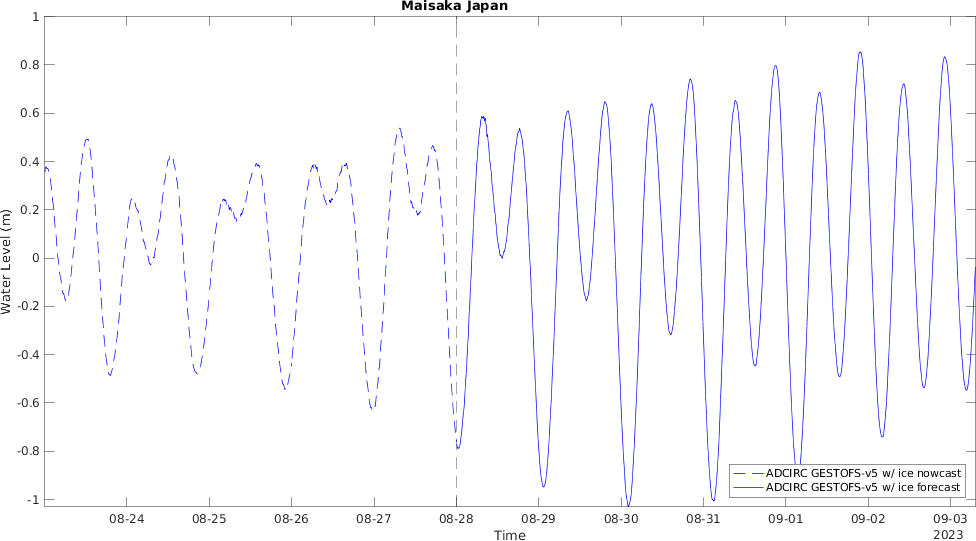 Maisaka Japan
Water Level (m)
1
0.8
0.6
0.4
0.2
0
-0.2
-0.4
-0.6
-0.8
-1
ADCIRC GESTOFS-v5 w/ ice nowcast
ADCIRC GESTOFS-v5 w/ ice forecast
08-24 08-25 08-26 08-27 08-28 08-29 08-30 08-31 09-01 09-02 09-03
Time
2023